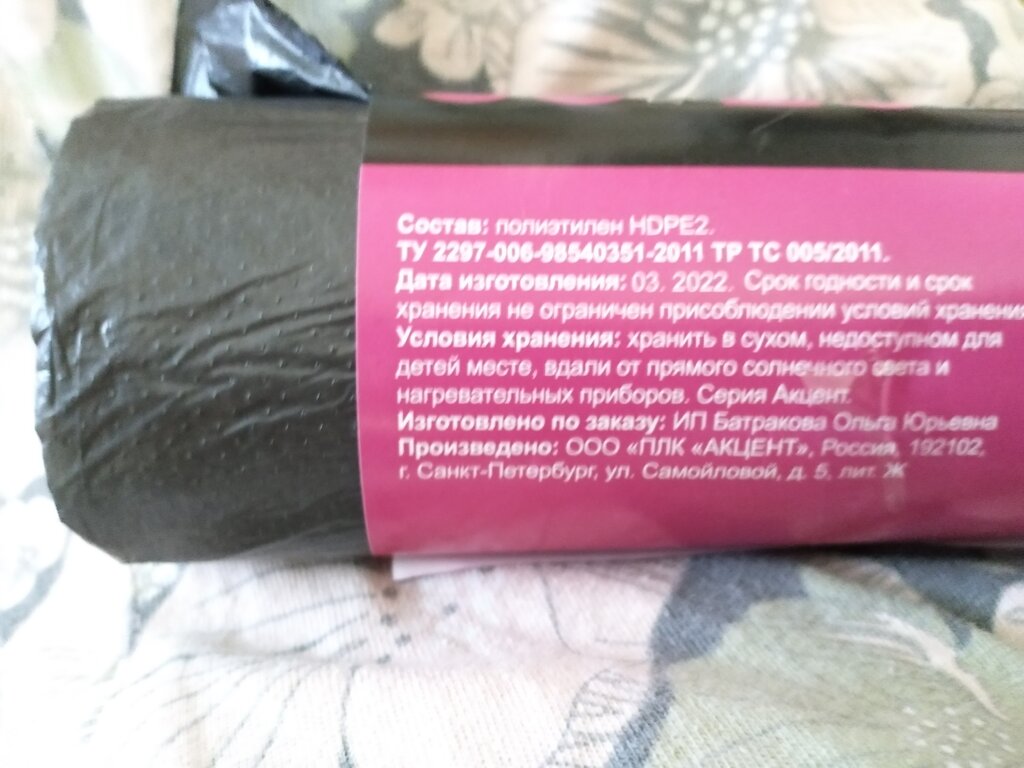 Состав: полиэтилен HDPE2.
ТУ 2297-006-98540351-2011 ТР ТС 005/2011.
Дата изготовления: 03. 2022. Срок годности и срок
хранения не ограничен присоблюдении условий хранения
Условия хранения: хранить в сухом, недоступном для
детей месте, вдали от прямого солнечного света и
нагревательных приборов. Серия Акцент.
Изготовлено по заказу: ИП Батракова Ольга Юрьевна
Произведено: ООО «ПЛК «АКЦЕНТ», Россия, 192102,
г. Санкт-Петербург, ул. Самойловой, д. 5, лит. Ж